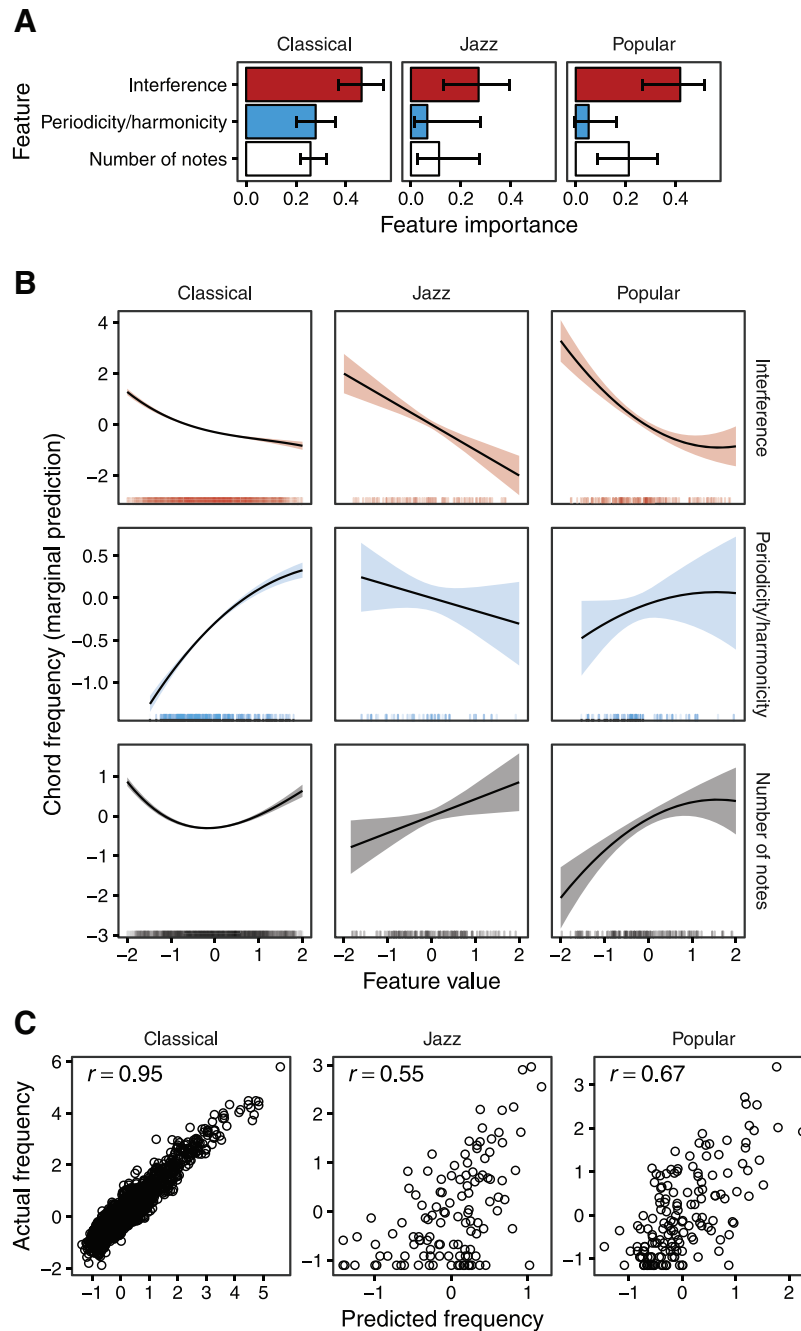 A
Classical Jazz Popular
Feature
Interference
Periodicity/harmonicity
Number of notes
0.0 0.2 0.4 0.0 0.2 0.4 0.0 0.2 0.4
Feature importance
B
Classical Jazz Popular
Chord frequency (marginal prediction)
4
2
0
−2
Interference
0.5
0.0
−0.5
−1.0
Periodicity/harmonicity
1
0
−1
−2
−3
Number of notes
−2 −1 0 1 2 −2 −1 0 1 2 −2 −1 0 1 2
Feature value
C
Classical Jazz Popular
Actual frequency
r = 0.95 r = 0.55 r = 0.67
6
4
2
0
−2
3
2
1
0
−1
3
2
1
0
−1
−1 0 1 2 3 4 5 −1 0 1 −1 0 1 2
Predicted frequency